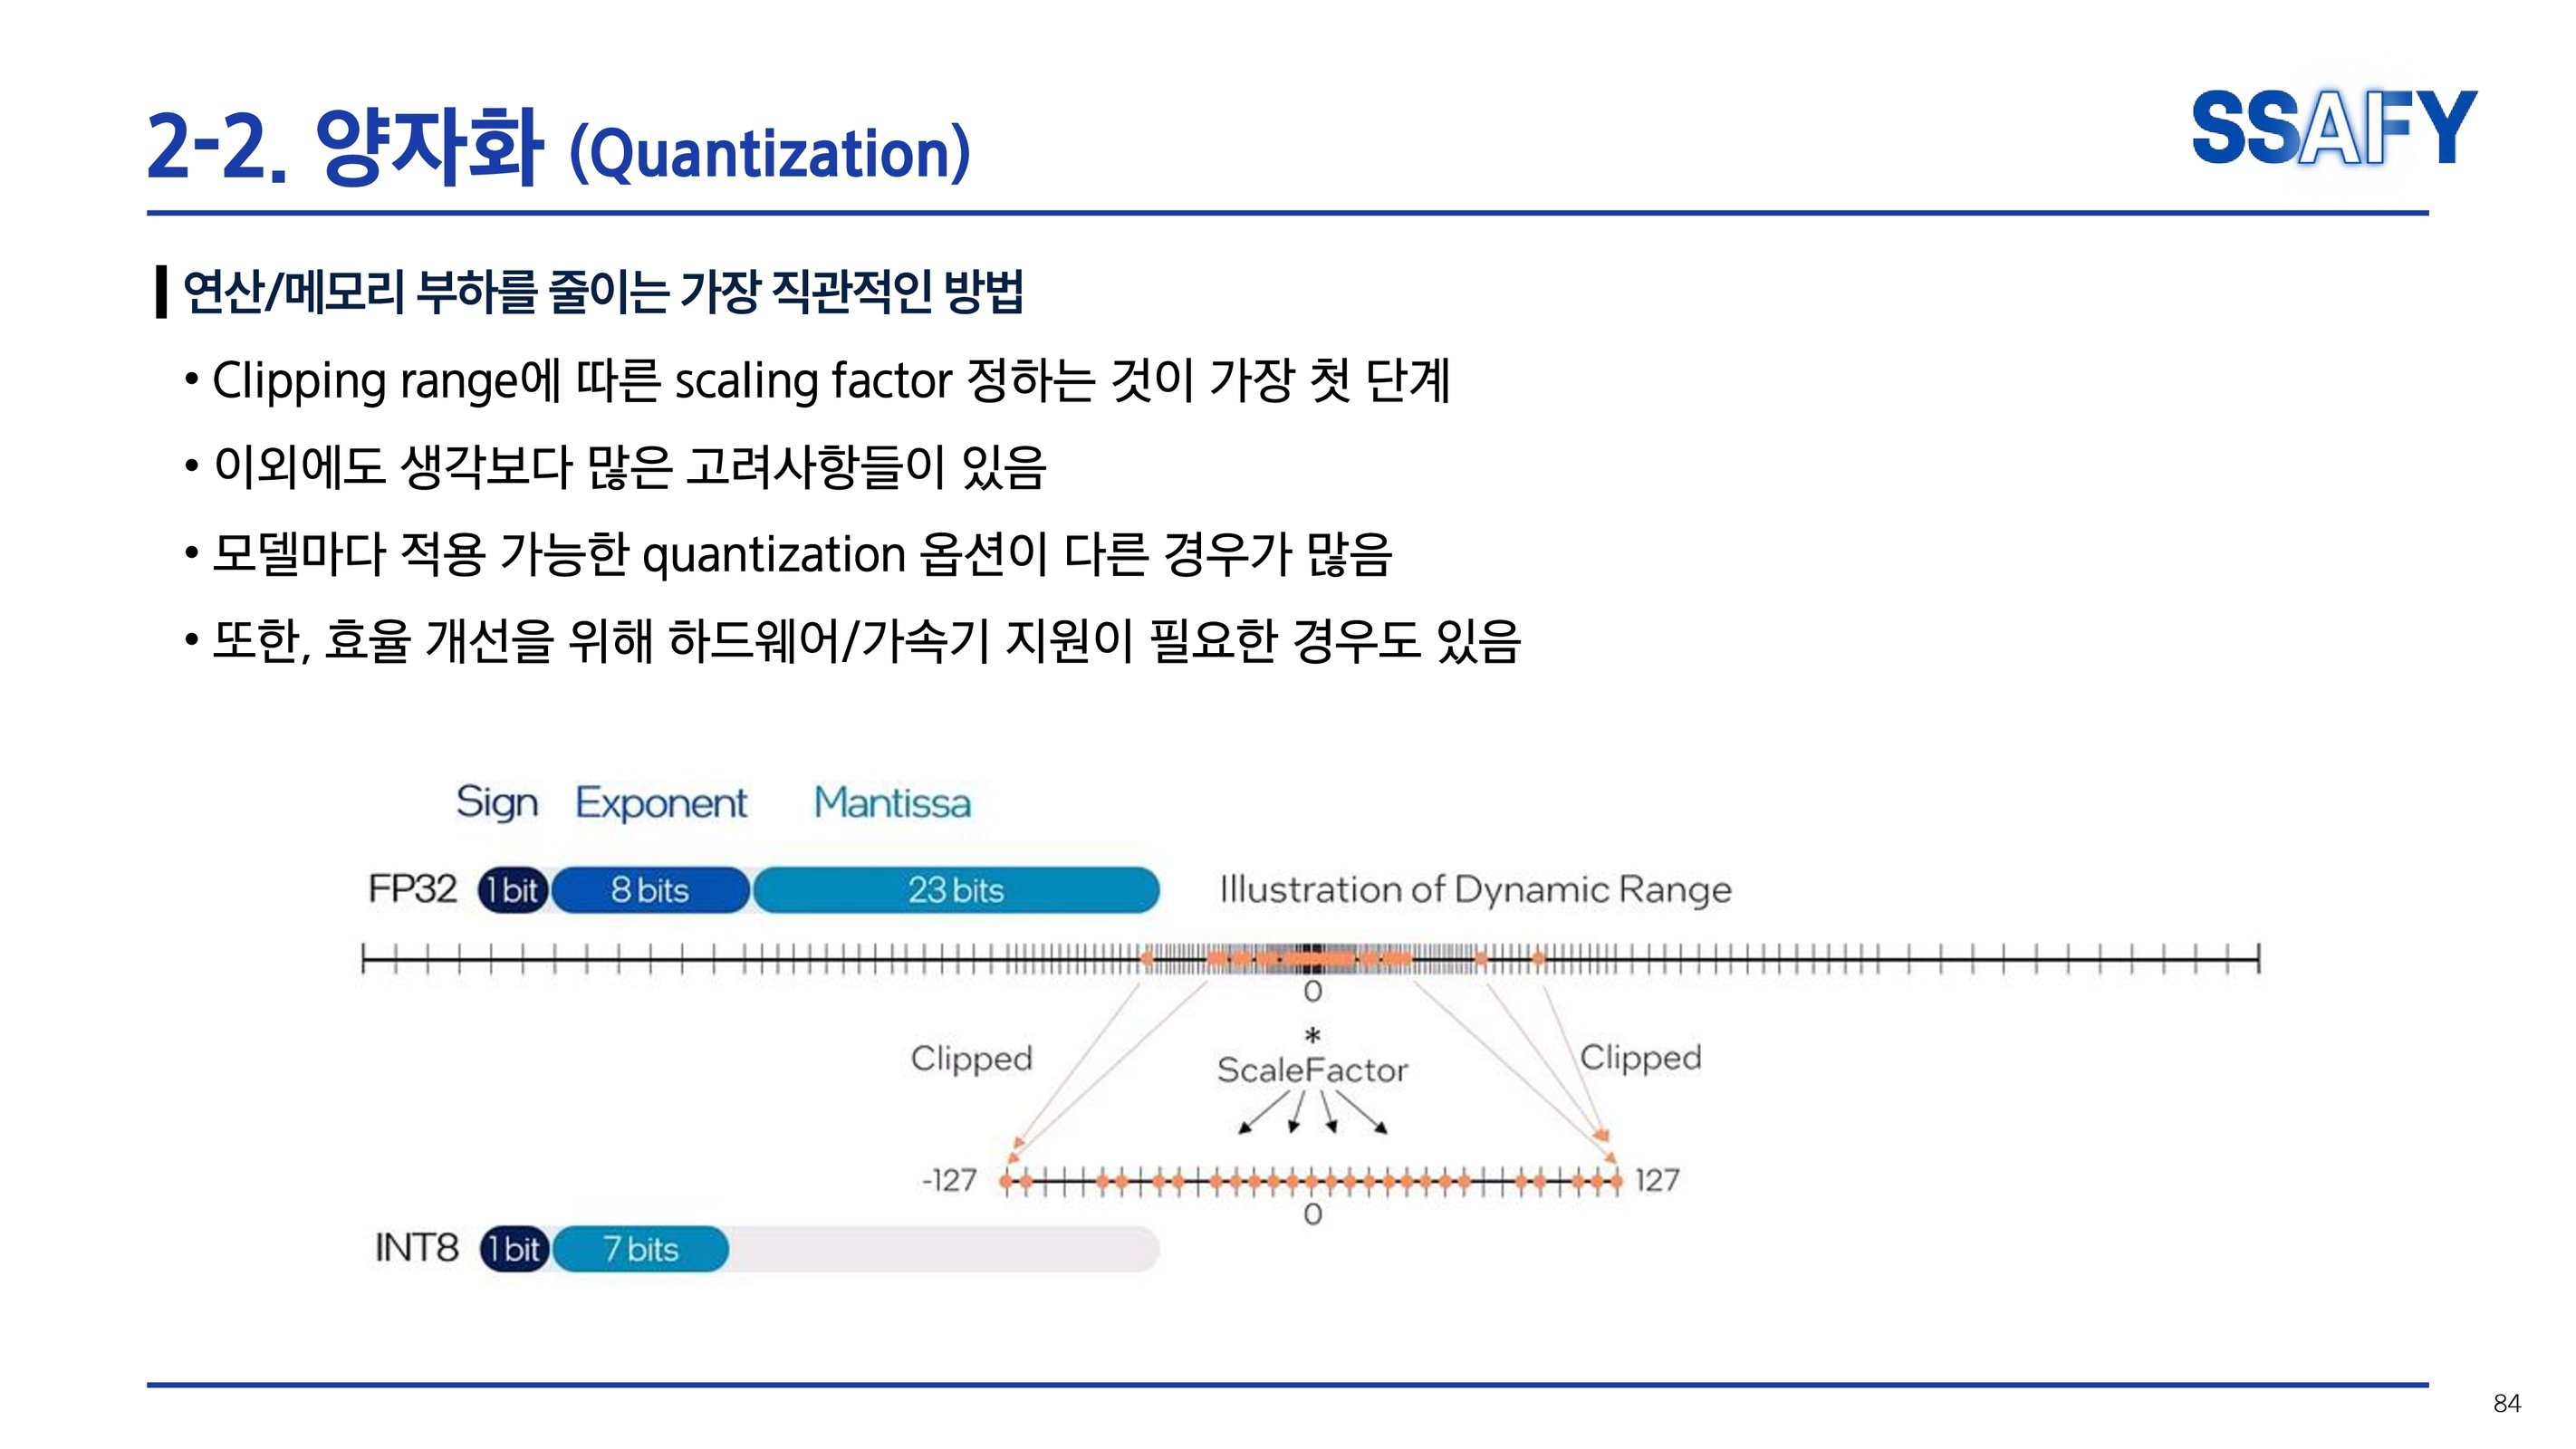 2-2. 양자화 (Quantization)
SSAFY
연산/메모리 부하를 줄이는 가장 직관적인 방법
• Clipping range에 따른 scaling factor 정하는 것이 가장 첫 단계
• 이외에도 생각보다 많은 고려사항들이 있음
• 모델마다 적용 가능한 quantization 옵션이 다른 경우가 많음
• 또한, 효율 개선을 위해 하드웨어/가속기 지원이 필요한 경우도 있음
Sign Exponent Mantissa
FP32 1 bit 8 bits 23 bits
Illustration of Dynamic Range
0
*
Clipped ScaleFactor Clipped
-127 127
0
INT8 1 bit 7 bits
84